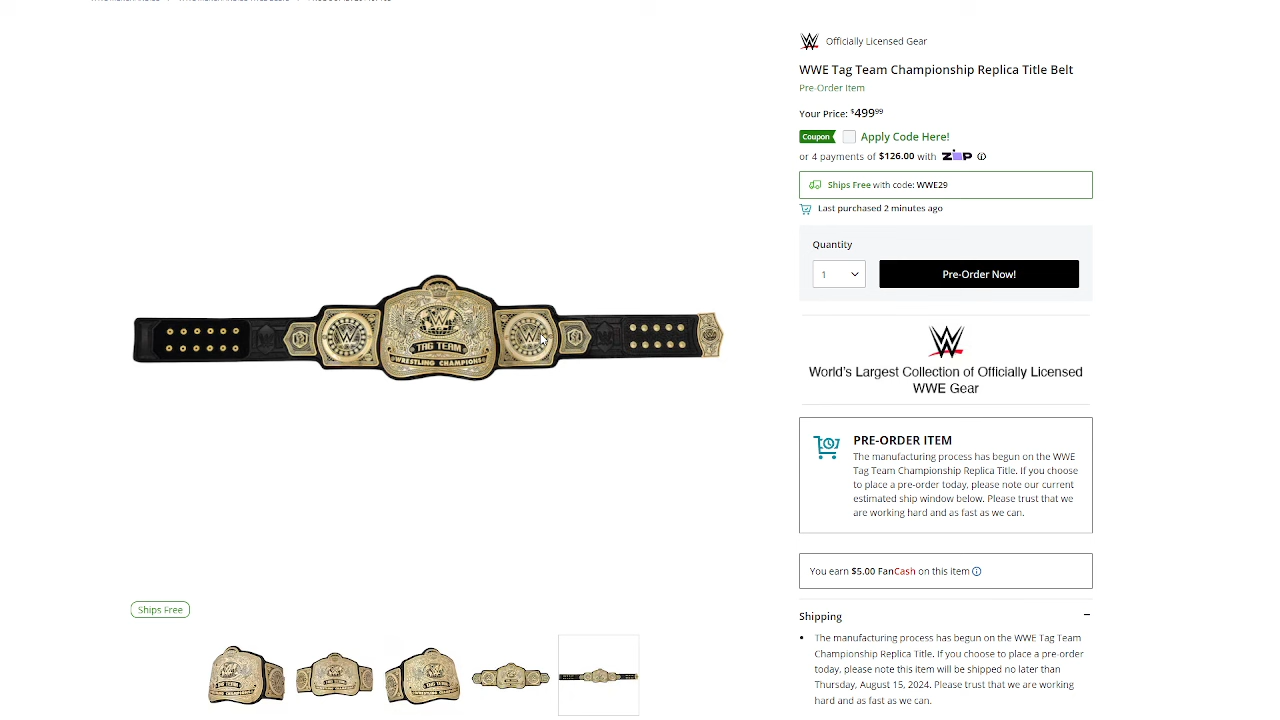 Officially Licensed Gear
WWE Tag Team Championship Replica Title Belt
Pre-Order Item
Your Price: $499.99
Coupon Apply Code Here!
or 4 payments of $126.00 with ZIP
Ships Free with code: WWE29
Last purchased 2 minutes ago
Quantity
1
Pre-Order Now!
World's Largest Collection of Officially Licensed
WWE Gear
PRE-ORDER ITEM
The manufacturing process has begun on the WWE
Tag Team Championship Replica Title. If you choose
to place a pre-order today, please note our current
estimated ship window below. Please trust that we
are working hard and as fast as we can.
You earn $5.00 FanCash on this item
Shipping
• The manufacturing process has begun on the WWE Tag Team
Championship Replica Title. If you choose to place a pre-order
today, please note this item will be shipped no later than
Thursday, August 15, 2024. Please trust that we are working
hard and as fast as we can.
TAG TEAM
WRESTLING CHAMPIONS
Ships Free